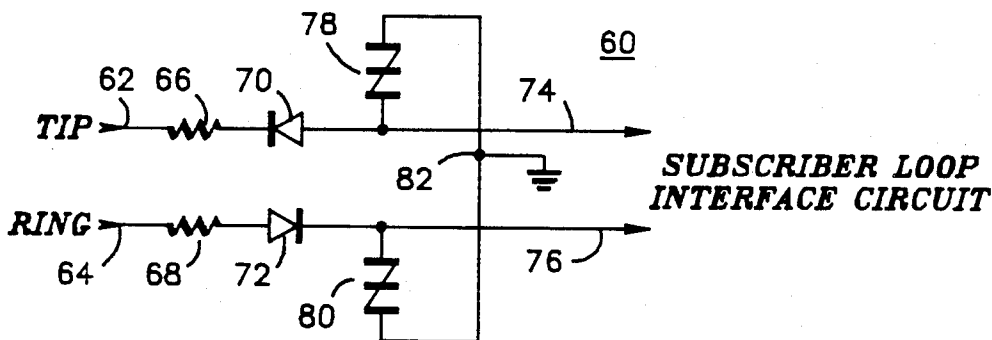 78
60
62 66 70
74
TIP
82
SUBSCRIBER LOOP
INTERFACE CIRCUIT
RING
64 68 72
80
76